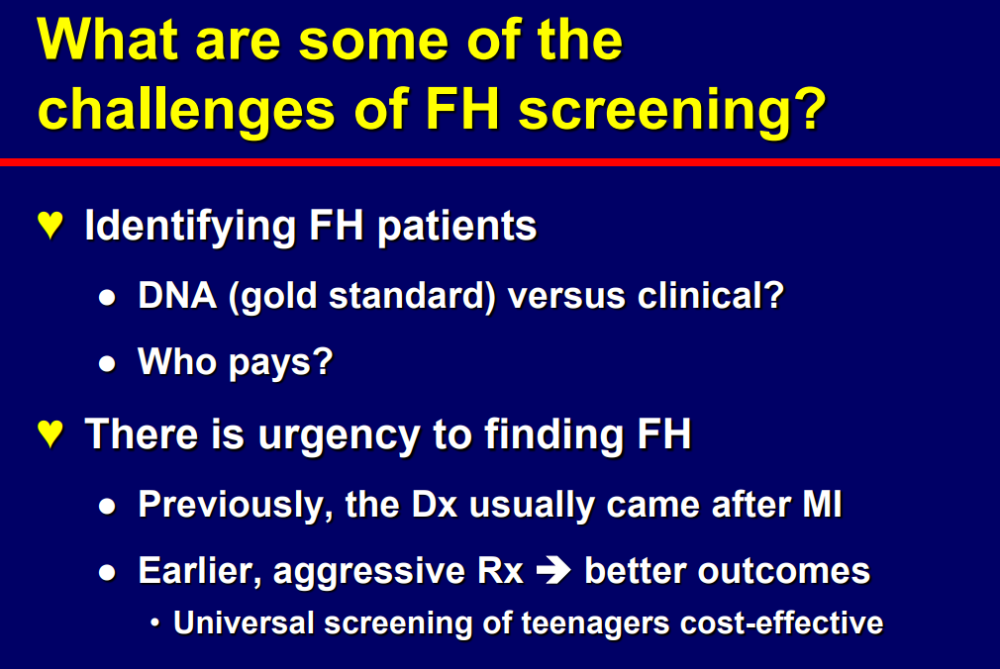 What are some of the
challenges of FH screening?
♥ Identifying FH patients
● DNA (gold standard) versus clinical?
● Who pays?
♥ There is urgency to finding FH
● Previously, the Dx usually came after MI
● Earlier, aggressive Rx ➔ better outcomes
• Universal screening of teenagers cost-effective